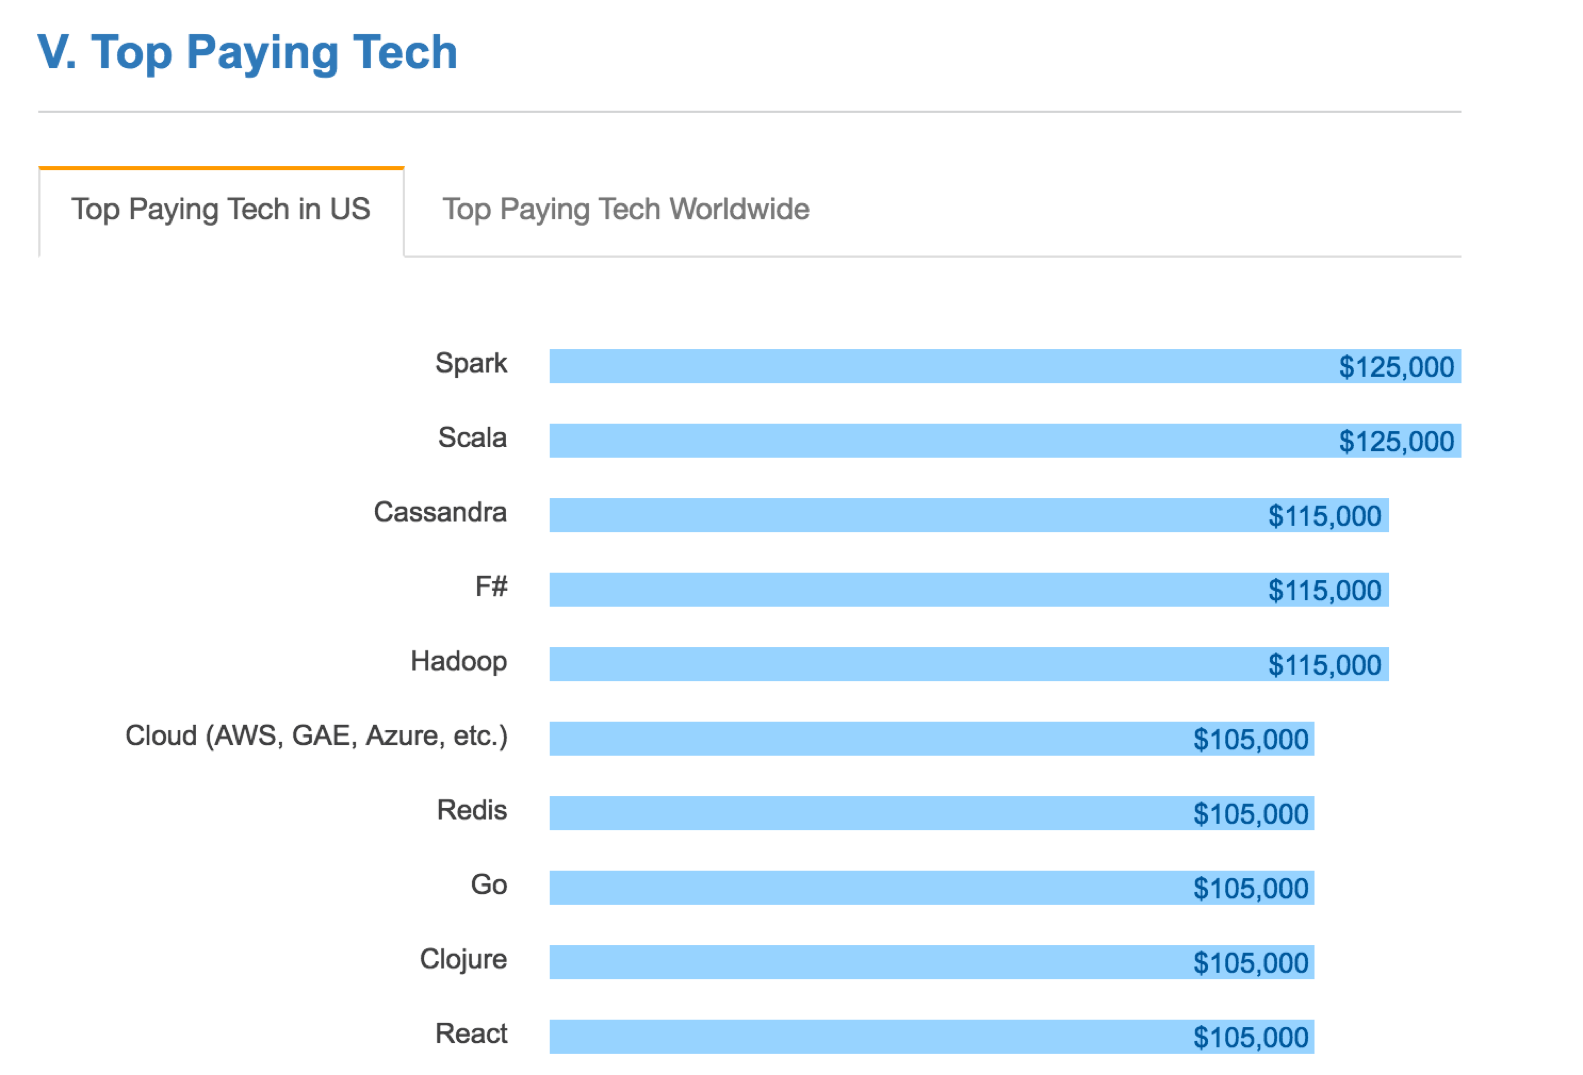 V. Top Paying Tech
Top Paying Tech in US
Top Paying Tech Worldwide
Spark $125,000
Scala $125,000
Cassandra $115,000
F# $115,000
Hadoop $115,000
Cloud (AWS, GAE, Azure, etc.) $105,000
Redis $105,000
Go $105,000
Clojure $105,000
React $105,000